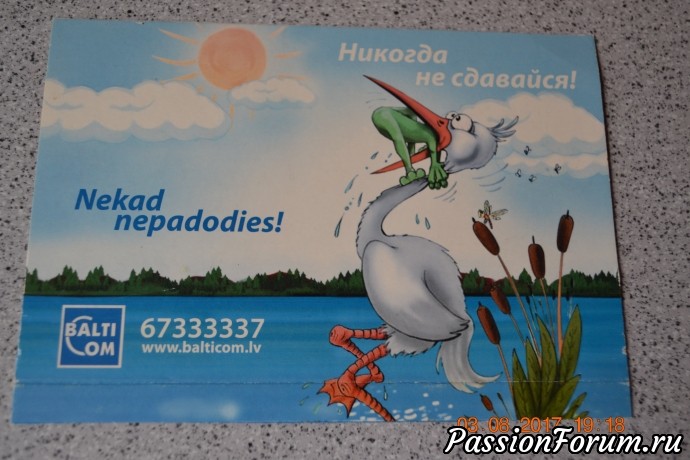 Никогда
не сдавайся!
Nekad
nepadodies!
BALTI
COM
67333337
www.balticom.lv
03 08 2017 19:18
PassionForum.ru